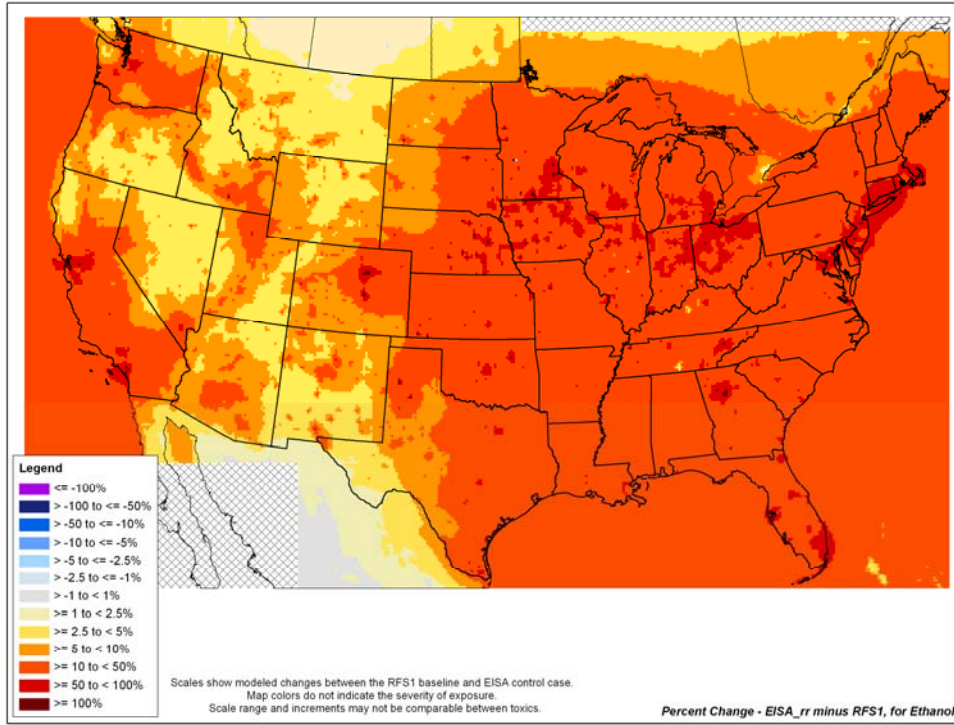 Legend
<= -100%
> -100 to <= -50%
> -50 to <= -10%
> -10 to <= -5%
> -5 to <= -2.5%
> -2.5 to <= -1%
> -1 to < 1%
>= 1 to < 2.5%
>= 2.5 to < 5%
>= 5 to < 10%
>= 10 to < 50%
>= 50 to < 100%
>= 100%
Scales show modeled changes between the RFS1 baseline and EISA control case.
Map colors do not indicate the severity of exposure.
Scale range and increments may not be comparable between toxics.
Percent Change - EISA_rr minus RFS1, for Ethanol